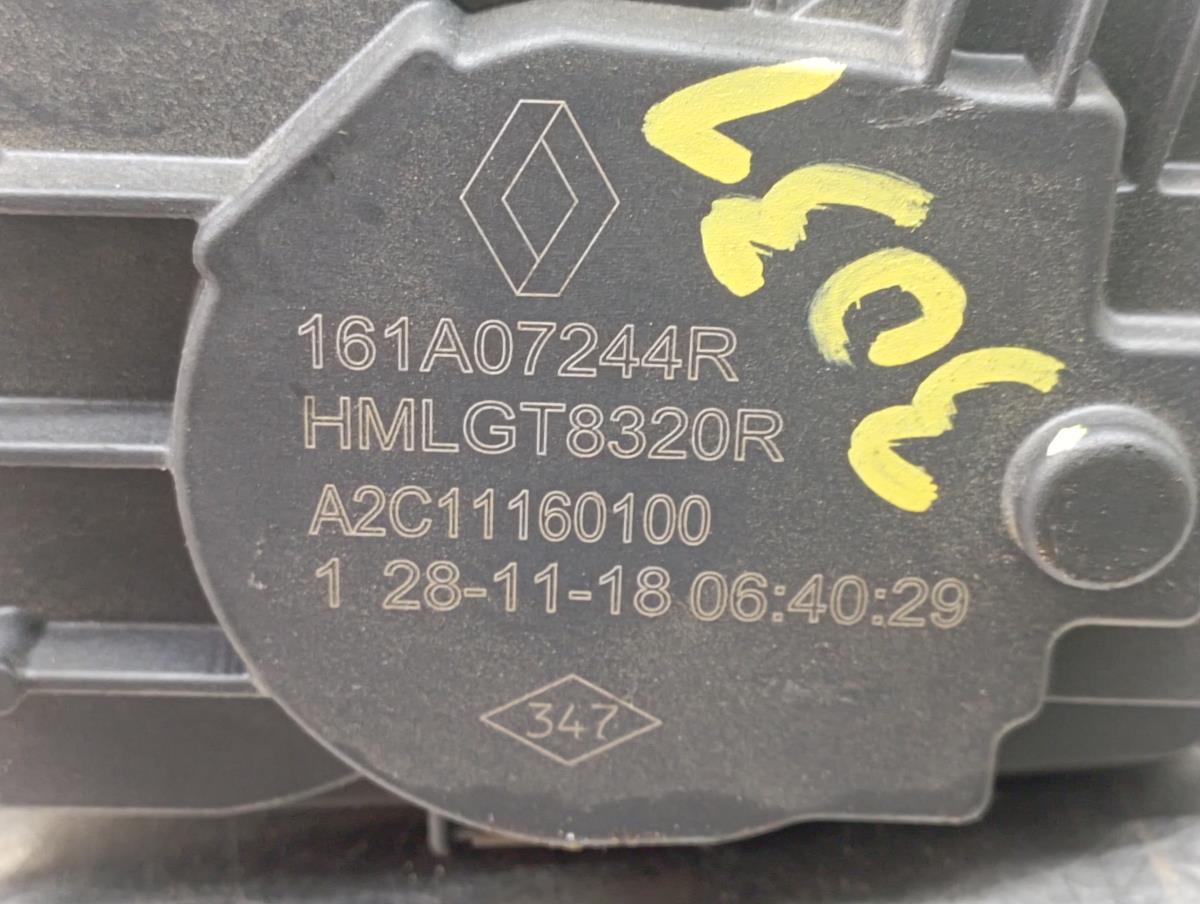 161A07244R
HMLGT8320R
A2C11160100
1 28-11-18 06:40:29
347